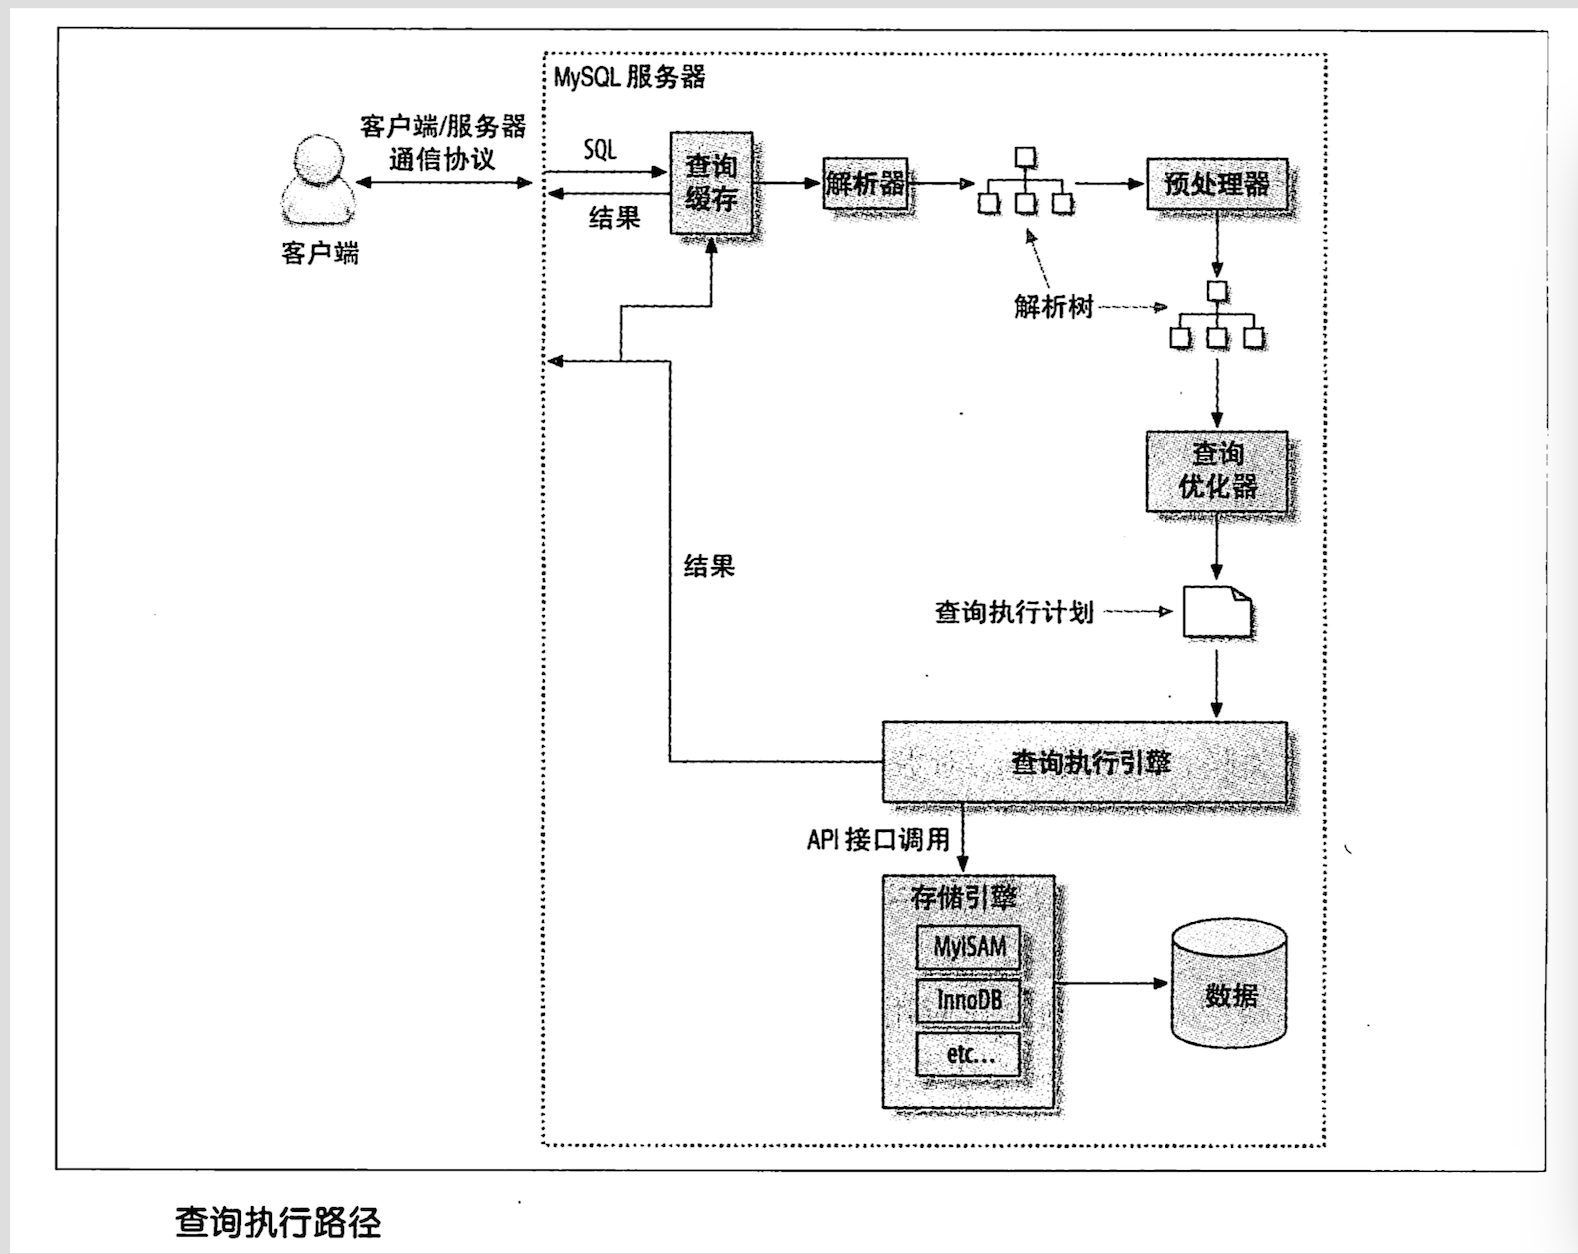 MySQL 服务器
客户端/服务器
通信协议
客户端
SQL
结果
查询
缓存
解析器
预处理器
解析树
查询
优化器
结果
查询执行计划
查询执行引擎
API 接口调用
存储引擎
MyISAM
InnoDB
etc...
数据
查询执行路径